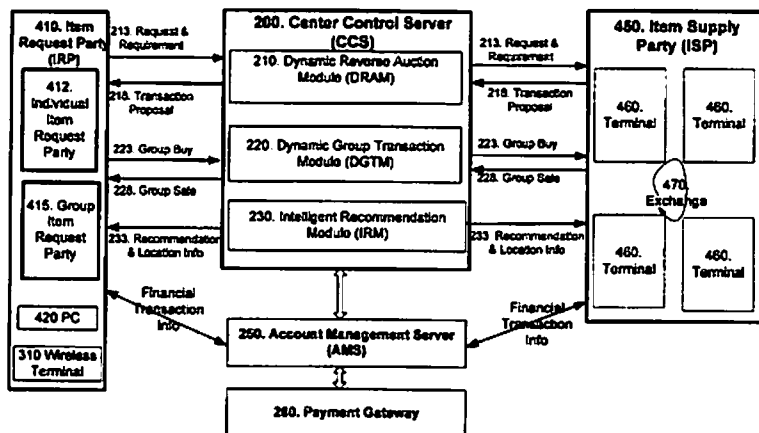 410. Item
Request Party
(IRP)
412.
Individual
Item
Request
Party
415. Group
Item
Request
Party
420 PC
310 Wireless
Terminal
213. Request &
Requirement
218. Transaction
Proposal
223. Group Buy
228. Group Sale
233. Recommendation
& Location Info
Financial
Transaction
Info
200. Center Control Server
(CCS)
210. Dynamic Reverse Auction
Module (DRAM)
220. Dynamic Group Transaction
Module (DGTM)
230. Intelligent Recommendation
Modulo (IRM)
250. Account Management Server
(AMS)
260. Payment Gateway
213. Request &
Requirement
218. Transaction
Proposal
223. Group Buy
228. Group Sale
233. Recommendation
& Location Info
Financial
Transaction
Info
450. Item Supply
Party (ISP)
460.
Terminal
460.
Terminal
470.
Exchange
460.
Terminal
460.
Terminal